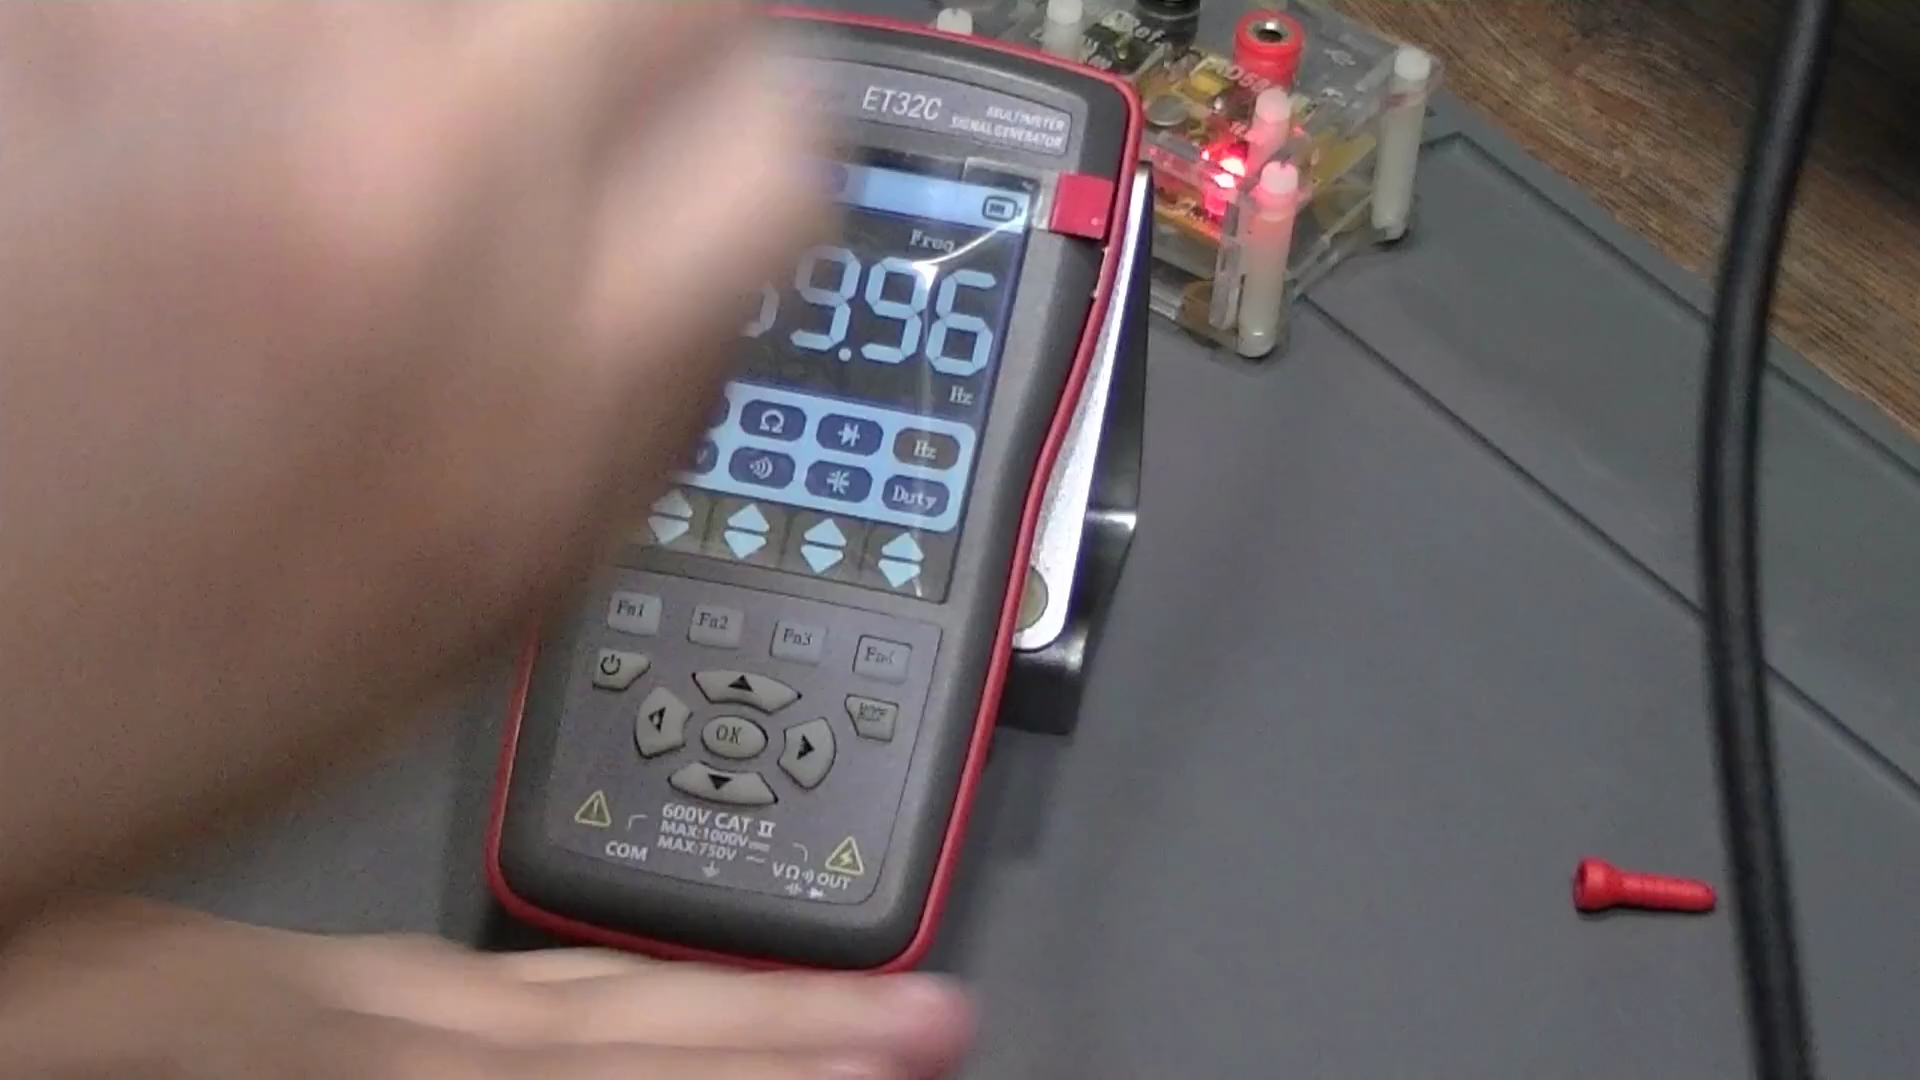 ET32C
MULTIMETER
SIGNAL GENERATOR
Freq
9.96
Hz
Ω Hz
Duty
Fn1 Fn2 Fn3 Fn4
OK
600V CAT II
MAX:1000V
MAX:750V
COM
VΩ OUT